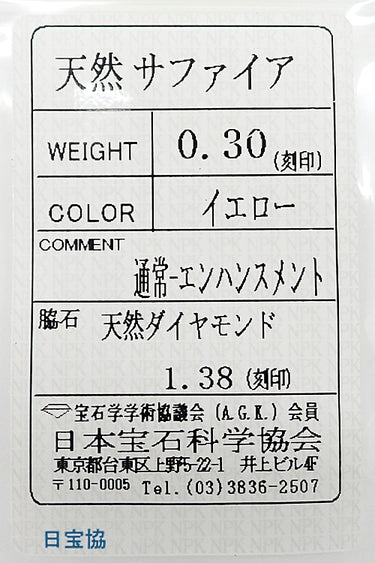 天然 サファイア
WEIGHT 0.30 (刻印)
COLOR イエロー
COMMENT
通常-エンハンスメント
脇石 天然ダイヤモンド
1.38 (刻印)
宝石学学術協議会 (A.G.K.) 会員
日本宝石科学協会
東京都台東区上野5-22-1 井上ビル4F
〒110-0005 Tel.(03)3836-2507
日宝協